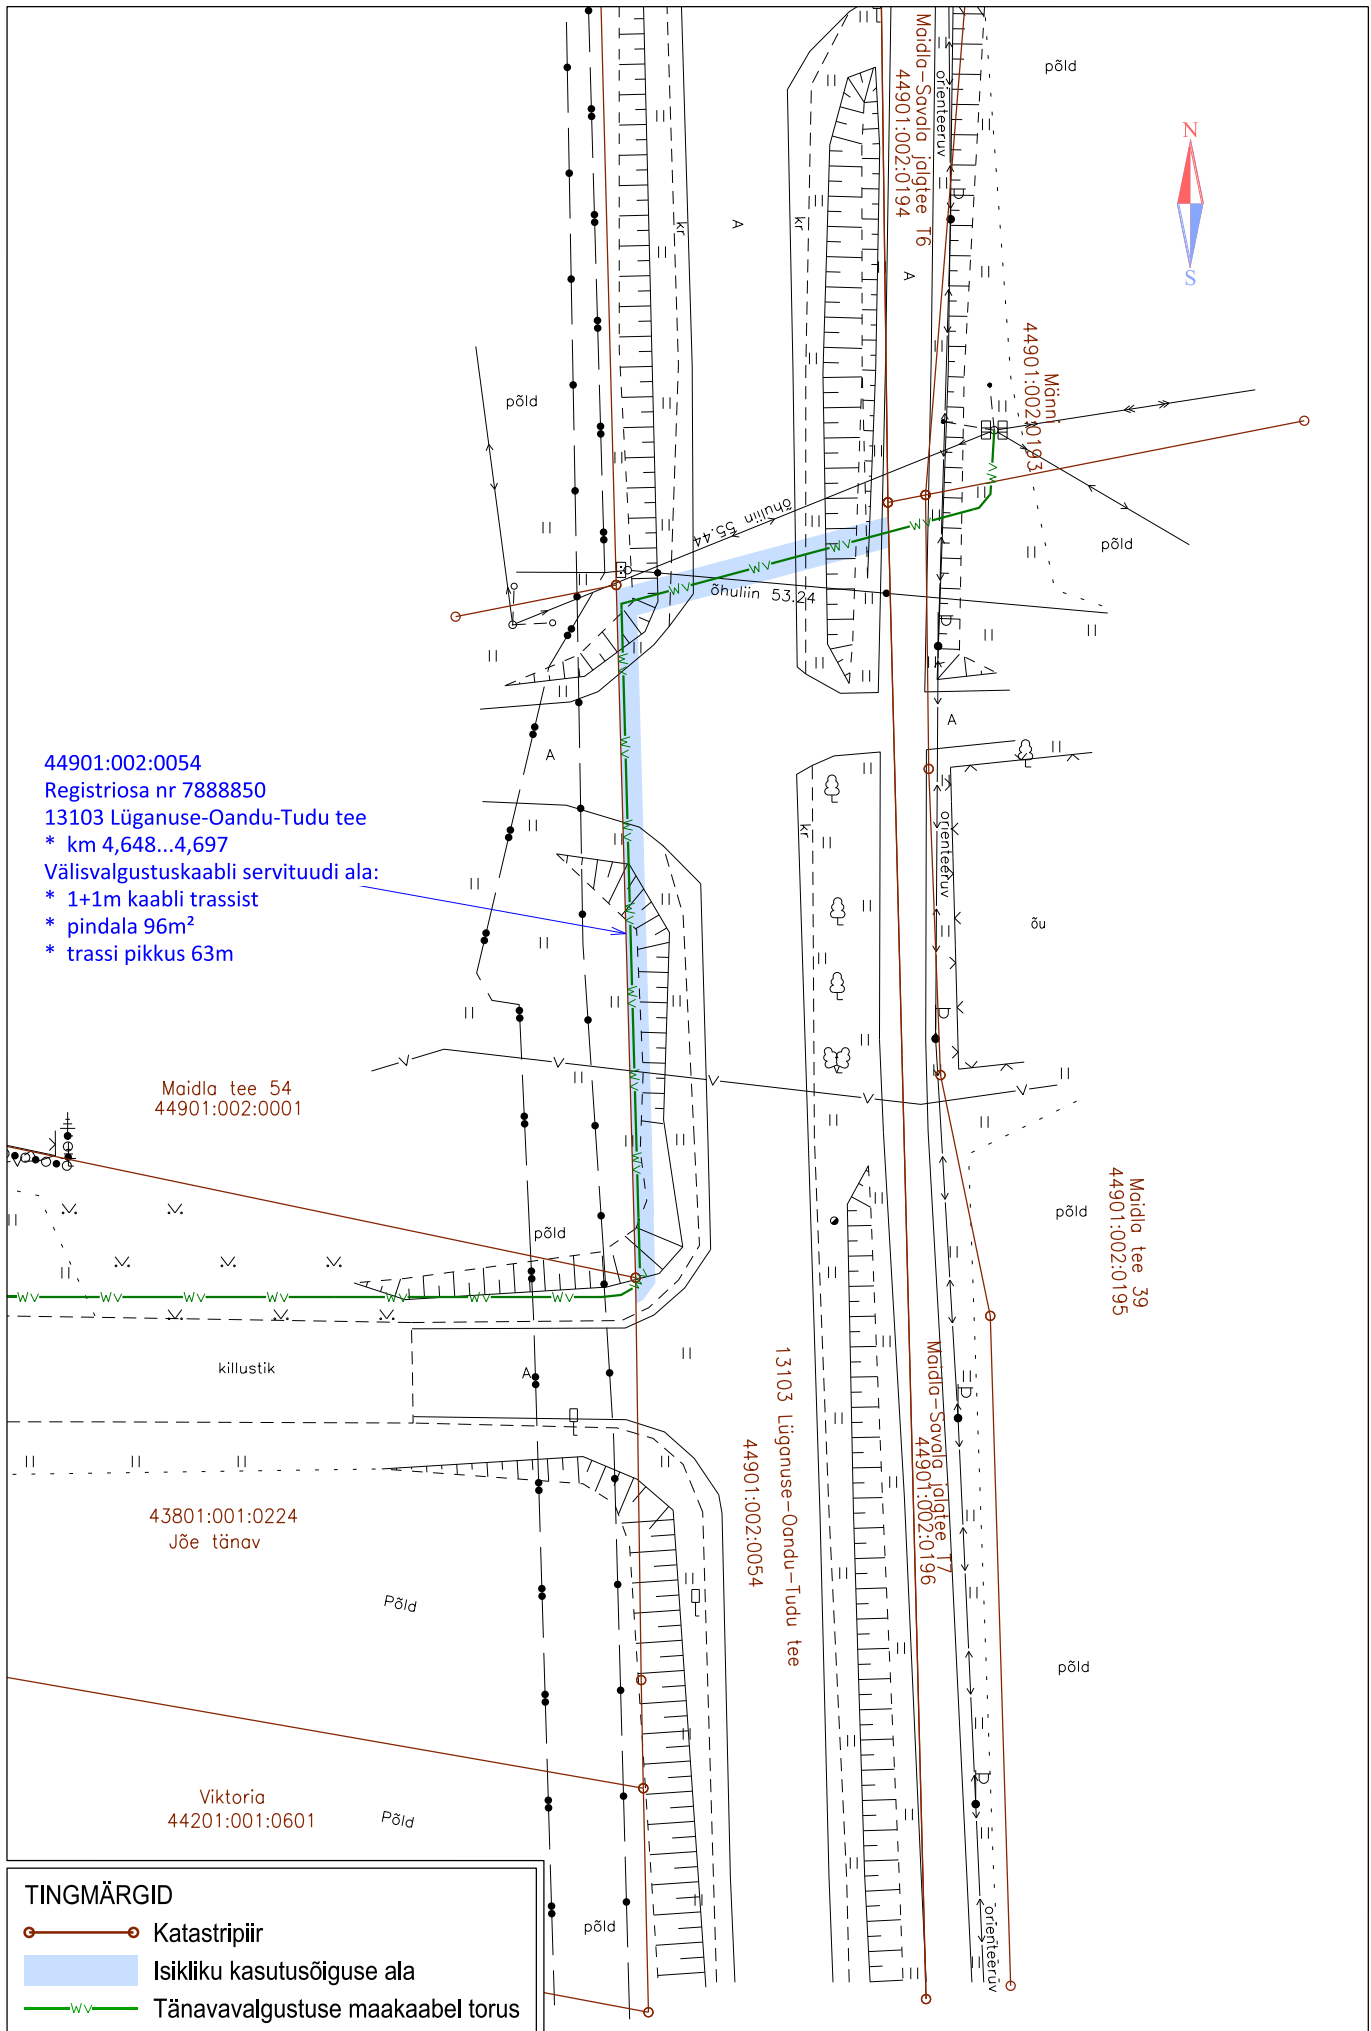 põld
N
S
Maidla-Savala jalgtee T6
44901:002:0194
orienteeruv
kr
A
kr
A
Männi
44901:002:0193
põld
õhuliin 55.44
põld
õhuliin 53.24
A
A
44901:002:0054
Registriosa nr 7888850
13103 Lüganuse-Oandu-Tudu tee
* km 4,648...4,697
Välisvalgustuskaabli servituudi ala:
* 1+1m kaabli trassist
* pindala 96m²
* trassi pikkus 63m
kr
orienteeruv
õu
Maidla tee 54
44901:002:0001
põld
põld
Maidla tee 39
44901:002:0195
killustik
A
13103 Lüganuse-Oandu-Tudu tee
44901:002:0054
Maidla-Savala jalgtee T7
44901:002:0196
43801:001:0224
Jõe tänav
Põld
põld
Viktoria
44201:001:0601
Põld
põld
orienteeruv
TINGMÄRGID
Katastripiir
Isikliku kasutusõiguse ala
WV
Tänavavalgustuse maakaabel torus